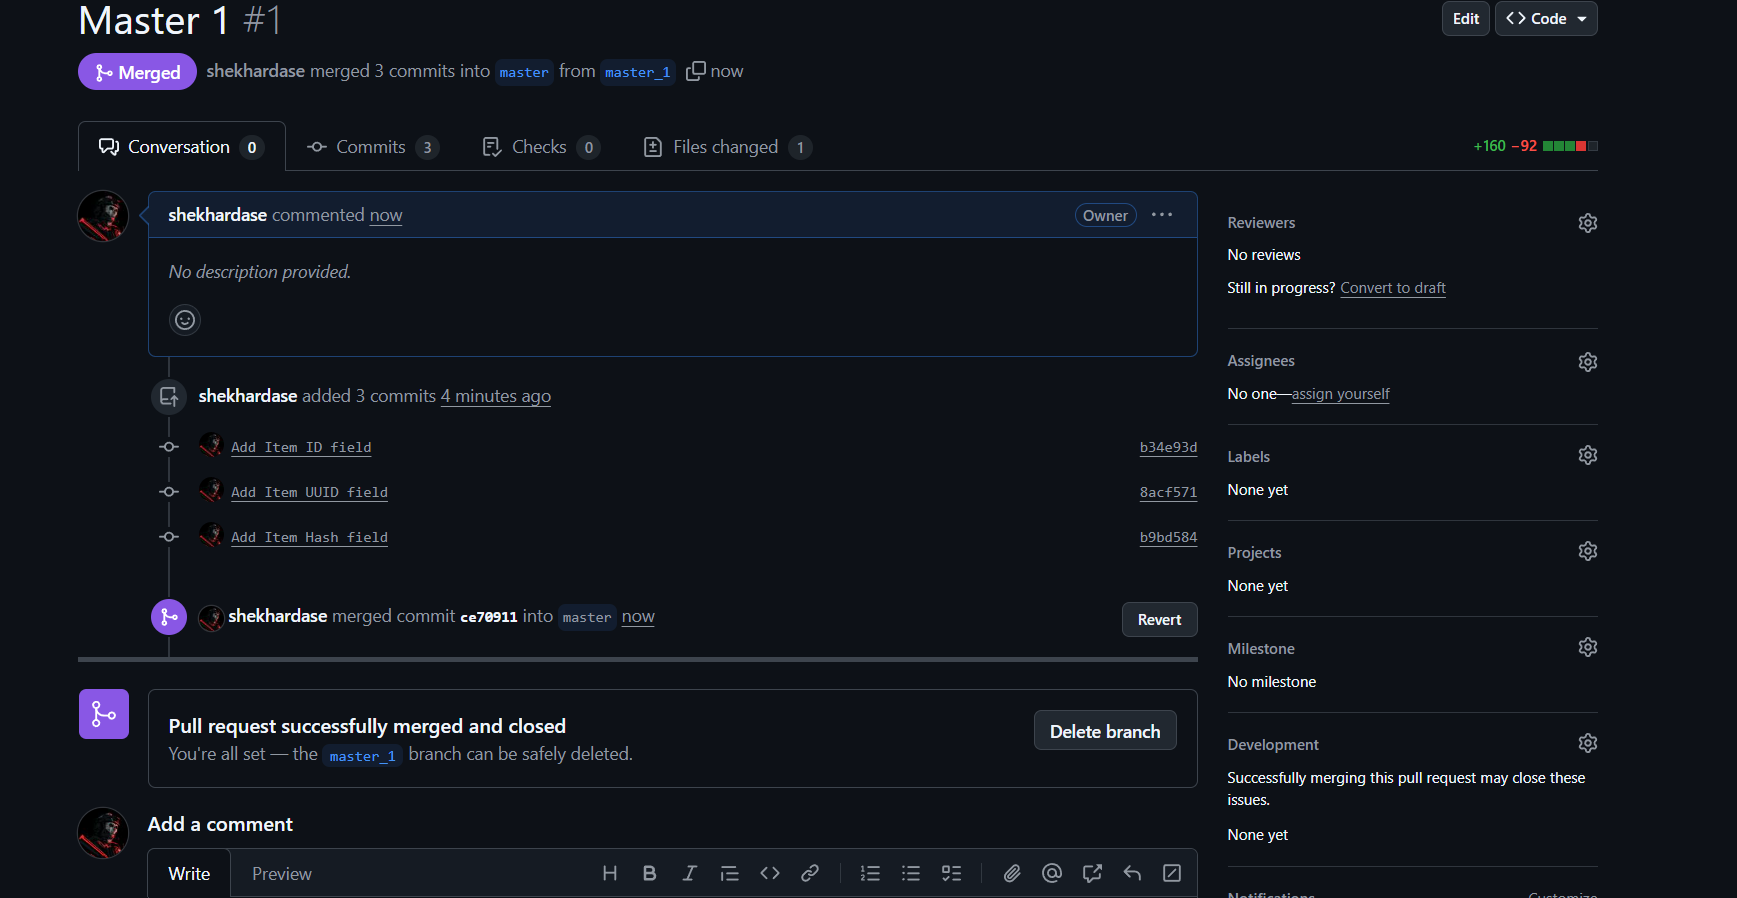 Master 1 #1
Edit
Code
Merged
shekhardase merged 3 commits into master from master_1 now
Conversation 0
Commits 3
Checks 0
Files changed 1
+160 −92
shekhardase commented now
Owner
No description provided.
shekhardase added 3 commits 4 minutes ago
Add Item ID field
b34e93d
Add Item UUID field
8acf571
Add Item Hash field
b9bd584
shekhardase merged commit ce70911 into master now
Revert
Pull request successfully merged and closed
You're all set — the master_1 branch can be safely deleted.
Delete branch
Add a comment
Write
Preview
Reviewers
No reviews
Still in progress? Convert to draft
Assignees
No one—assign yourself
Labels
None yet
Projects
None yet
Milestone
No milestone
Development
Successfully merging this pull request may close these
issues.
None yet
Notifications
Customize